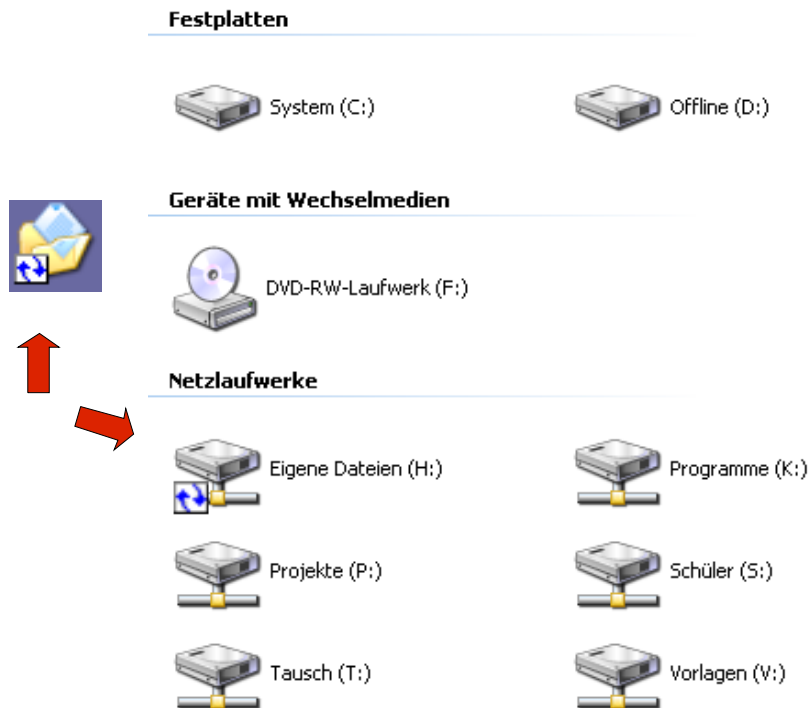 Festplatten
System (C:)
Offline (D:)
Geräte mit Wechselmedien
DVD-RW-Laufwerk (F:)
Netzlaufwerke
Eigene Dateien (H:)
Programme (K:)
Projekte (P:)
Schüler (S:)
Tausch (T:)
Vorlagen (V:)